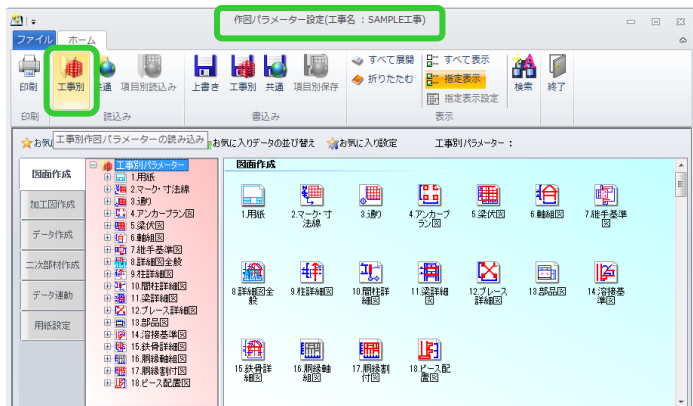 作図パラメーター設定(工事名 : SAMPLE工事)
ファイル ホーム
印刷 工事別 共通 項目別読込み 上書き 工事別 共通 項目別保存 検索 終了
すべて展開 すべて表示
折りたたむ 指定表示
指定表示設定
印刷 読込み 書込み 表示
お気 工事別作図パラメーターの読み込み お気に入りデータの並び替え お気に入り設定 工事別パラメーター :
図面作成
加工図作成
データ作成
二次部材作成
データ連動
用紙設定
工事別パラメーター
1.用紙
2.マーク・寸法線
3.通り
4.アンカープラン図
5.梁伏図
6.軸組図
7.継手基準図
8.詳細図全般
9.柱詳細図
10.間柱詳細図
11.梁詳細図
12.ブレース詳細図
13.部品図
14.溶接基準図
15.鉄骨詳細図
16.胴縁軸組図
17.胴縁割付図
18.ピース配置図
図面作成
1.用紙
2.マーク・寸
法線
3.通り
4.アンカープ
ラン図
5.梁伏図
6.軸組図
7.継手基準
図
8.詳細図全
般
9.柱詳細図
10.間柱詳
細図
11.梁詳細
図
12.ブレース
詳細図
13.部品図
14.溶接基
準図
15.鉄骨詳
細図
16.胴縁軸
組図
17.胴縁割
付図
18.ピース配
置図